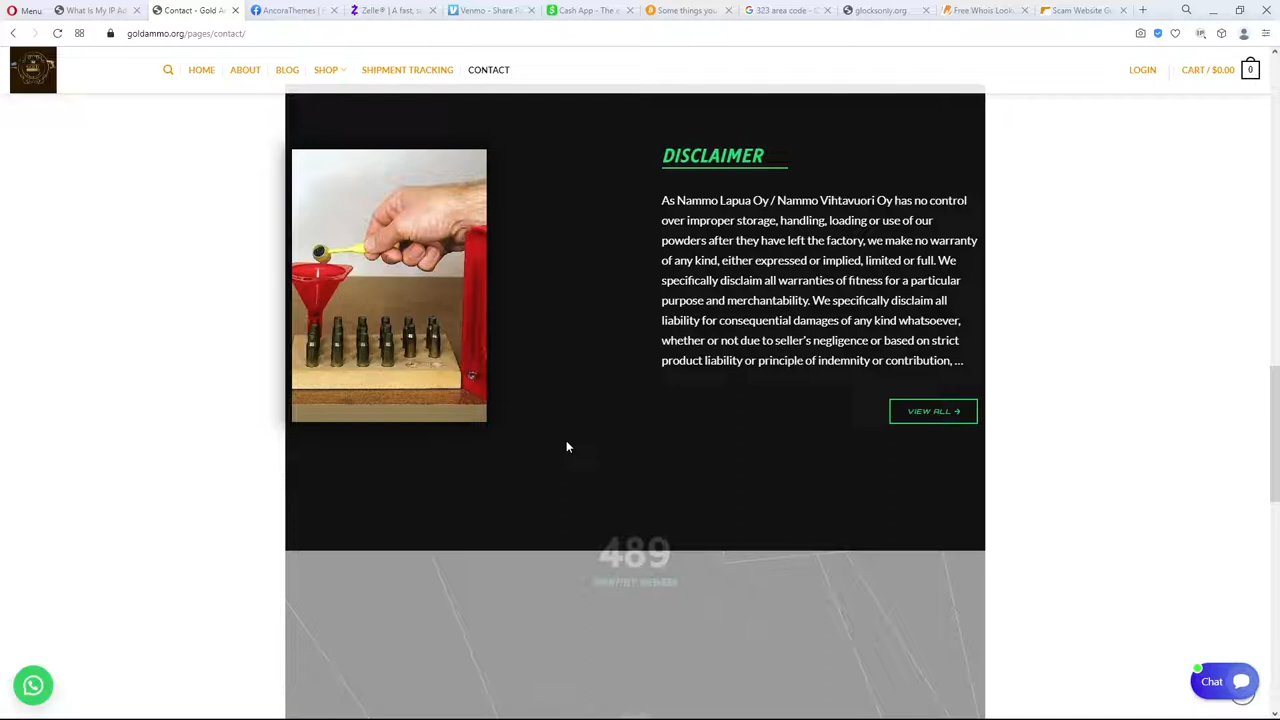 Menu
What Is My IP Ad
Contact - Gold A
AncoraThemes | 
Zelle® | A fast, s
Venmo - Share P
Cash App - The e
Some things you
323 area code - G
glocksonly.org
Free Whois Look
Scam Website G
goldammo.org/pages/contact/
HOME
ABOUT
BLOG
SHOP
SHIPMENT TRACKING
CONTACT
LOGIN
CART / $0.00
0
DISCLAIMER
As Nammo Lapua Oy / Nammo Vihtavuori Oy has no control
over improper storage, handling, loading or use of our
powders after they have left the factory, we make no warranty
of any kind, either expressed or implied, limited or full. We
specifically disclaim all warranties of fitness for a particular
purpose and merchantability. We specifically disclaim all
liability for consequential damages of any kind whatsoever,
whether or not due to seller's negligence or based on strict
product liability or principle of indemnity or contribution, ...
VIEW ALL →
489
Chat